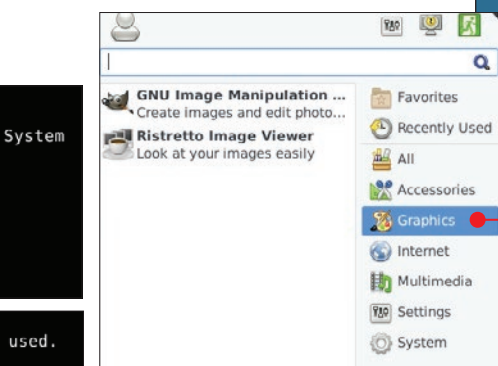 System
used.
GNU Image Manipulation ...
Create images and edit photo...
Ristretto Image Viewer
Look at your images easily
Favorites
Recently Used
All
Accessories
Graphics
Internet
Multimedia
Settings
System